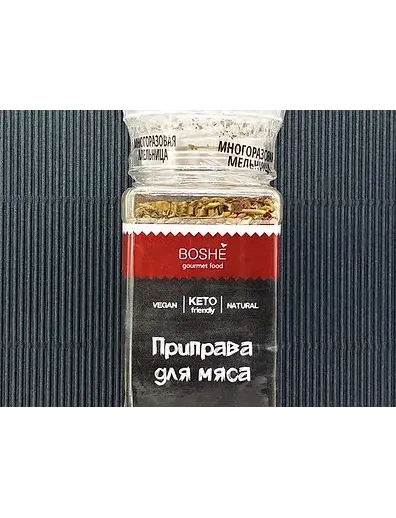 МНОГОРАЗОВАЯ
МЕЛЬНИЦА
МНОГОРАЗОВАЯ
МЕЛЬНИЦА
BOSHE
gourmet food
VEGAN
KETO
friendly
NATURAL
Приправа
для мяса